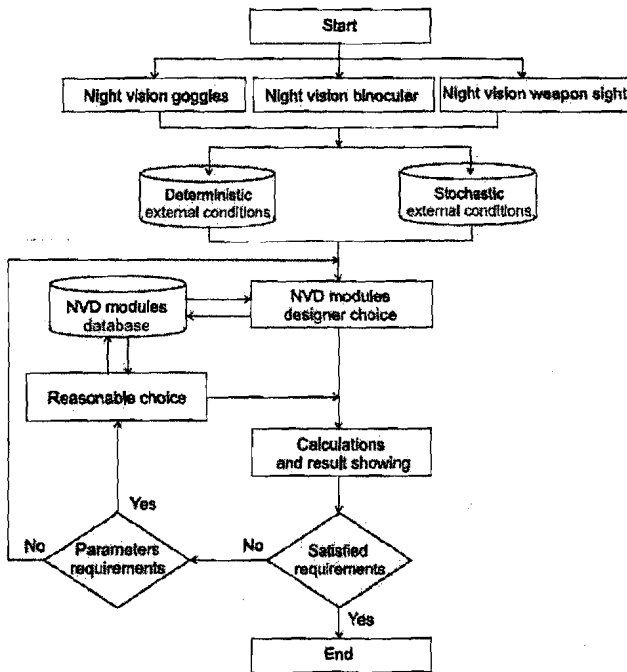 Start
Night vision goggles
Night vision binocular
Night vision weapon sight
Deterministic
external conditions
Stochastic
external conditions
NVD modules
database
NVD modules
designer choice
Reasonable choice
Calculations
and result showing
Yes
No
Parameters
requirements
No
Satisfied
requirements
Yes
End